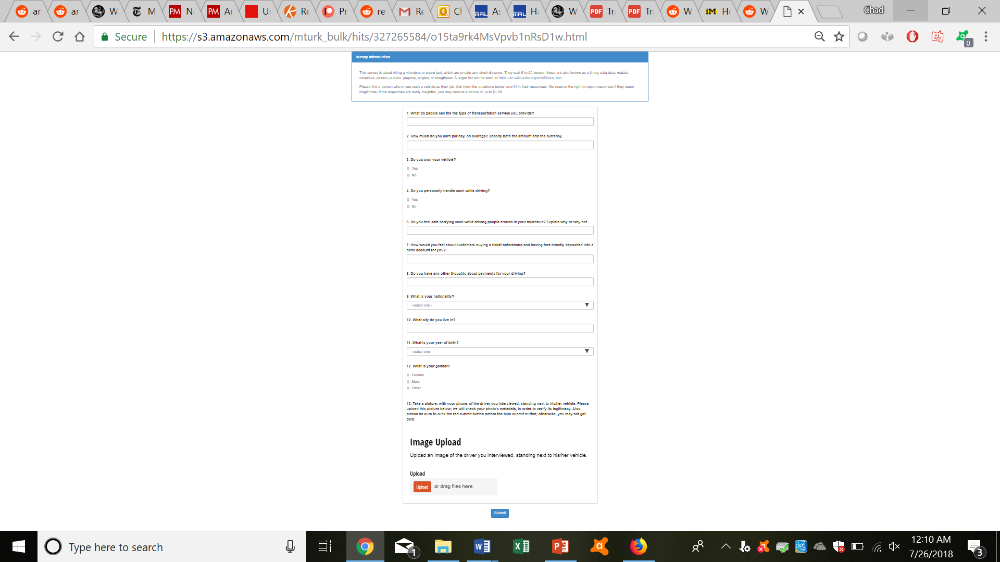 ar
ar
W
M
N
Ar
Ur
Re
Pr
re
Re
Cl
As
Ha
W
Tr
Tr
W
Ho
W
Chad
Secure https://s3.amazonaws.com/mturk_bulk/hits/327265584/o15ta9rk4MsVpvb1nRsD1w.html
0
Survey Introduction
This survey is about riding a microbus or share taxi, which are private and short-distance. They seat 6 to 20 people; these are also known as a jitney, dala dala, matatu,
collectivo, pesero, publico, jeepney, angkot, or songthaew. A larger list can be seen at https://en.wikipedia.org/wiki/Share_taxi.
Please find a person who drives such a vehicle as their job. Ask them the questions below, and fill in their responses. We reserve the right to reject responses if they seem
illegitimate. If the responses are really insightful, you may receive a bonus of up to $1.00
1. What do people call the the type of transportation service you provide?
2. How much do you earn per day, on average? Specify both the amount and the currency.
3. Do you own your vehicle?
Yes
No
4. Do you personally handle cash while driving?
Yes
No
6. Do you feel safe carrying cash while driving people around in your microbus? Explain why or why not.
7. How would you feel about customers buying a ticket beforehand and having fare directly deposited into a
bank account for you?
8. Do you have any other thoughts about payments for your driving?
9. What is your nationality?
- select one -
10. What city do you live in?
11. What is your year of birth?
- select one -
12. What is your gender?
Female
Male
Other
13. Take a picture, with your phone, of the driver you interviewed, standing next to his/her vehicle. Please
upload this picture below; we will check your photo's metadata, in order to verify its legitimacy. Also,
please be sure to click the red submit button before the blue submit button; otherwise, you may not get
paid.
Image Upload
Upload an image of the driver you interviewed, standing next to his/her vehicle.
Upload
Upload or drag files here.
Submit
Type here to search
1
12:10 AM
7/26/2018
3